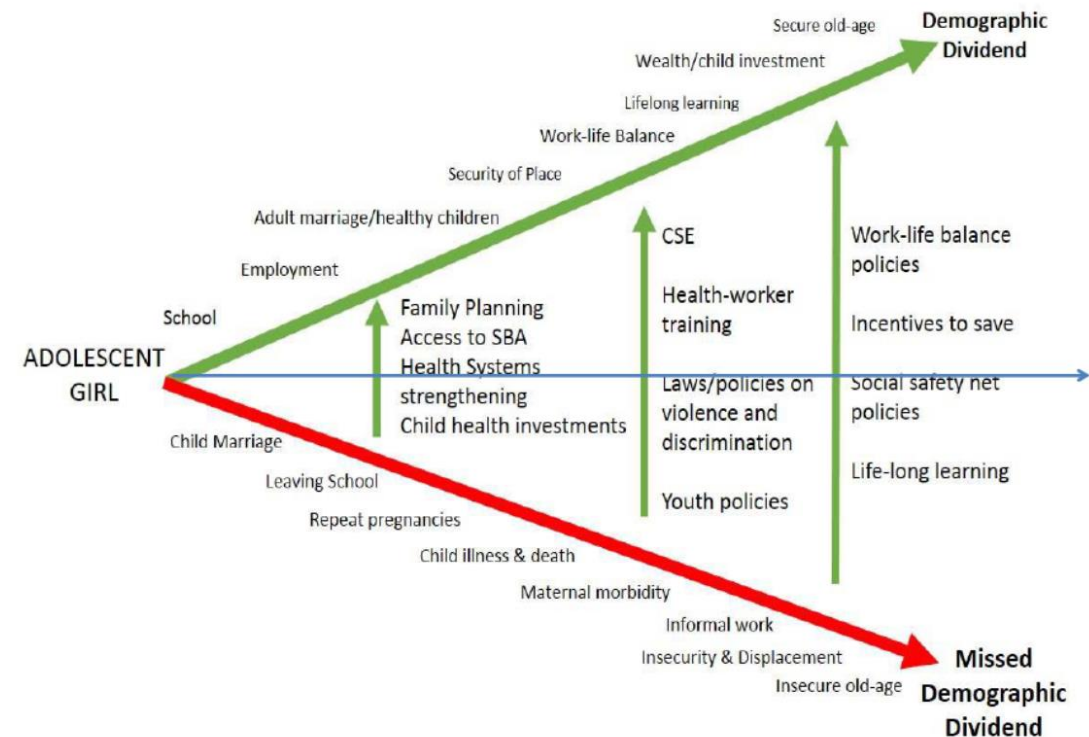 Secure old-age
Demographic
Dividend
Wealth/child investment
Lifelong learning
Work-life Balance
Security of Place
Adult marriage/healthy children
Employment
School
ADOLESCENT
GIRL
Family Planning
Access to SBA
Health Systems
strengthening
Child health investments
CSE
Health-worker
training
Laws/policies on
violence and
discrimination
Youth policies
Work-life balance
policies
Incentives to save
Social safety net
policies
Life-long learning
Child Marriage
Leaving School
Repeat pregnancies
Child illness & death
Maternal morbidity
Informal work
Insecurity & Displacement
Insecure old-age
Missed
Demographic
Dividend